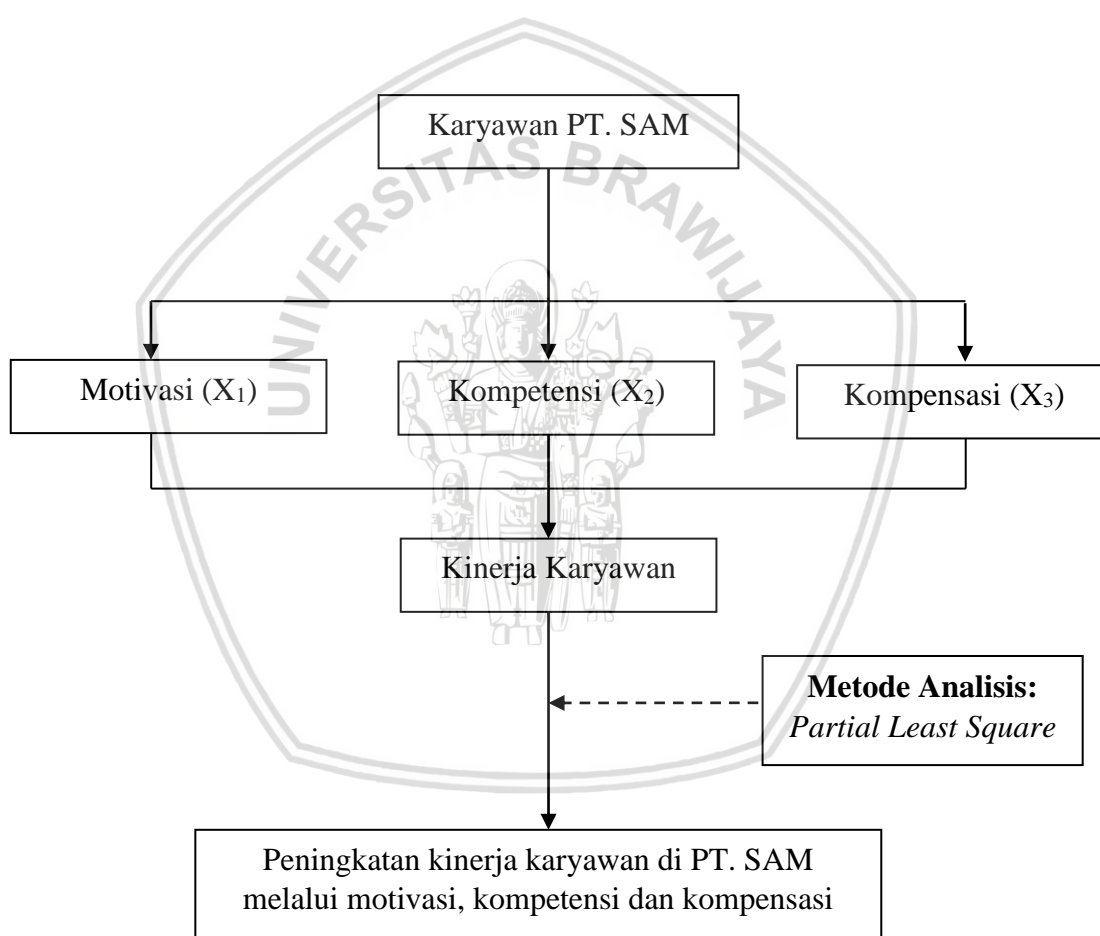 Karyawan PT. SAM
UNIVERSITAS BRAWIJAYA
Motivasi (X₁)
Kompetensi (X₂)
Kompensasi (X₃)
Kinerja Karyawan
Metode Analisis:
Partial Least Square
Peningkatan kinerja karyawan di PT. SAM
melalui motivasi, kompetensi dan kompensasi